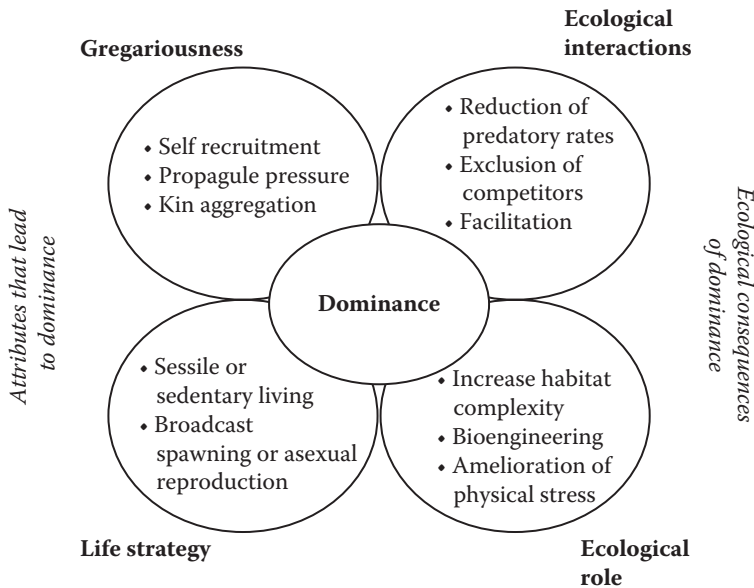 Gregariousness
Ecological
interactions
• Self recruitment
• Propagule pressure
• Kin aggregation
• Reduction of
predatory rates
• Exclusion of
competitors
• Facilitation
Attributes that lead
to dominance
Dominance
Ecological consequences
of dominance
• Sessile or
sedentary living
• Broadcast
spawning or asexual
reproduction
• Increase habitat
complexity
• Bioengineering
• Amelioration of
physical stress
Life strategy
Ecological
role